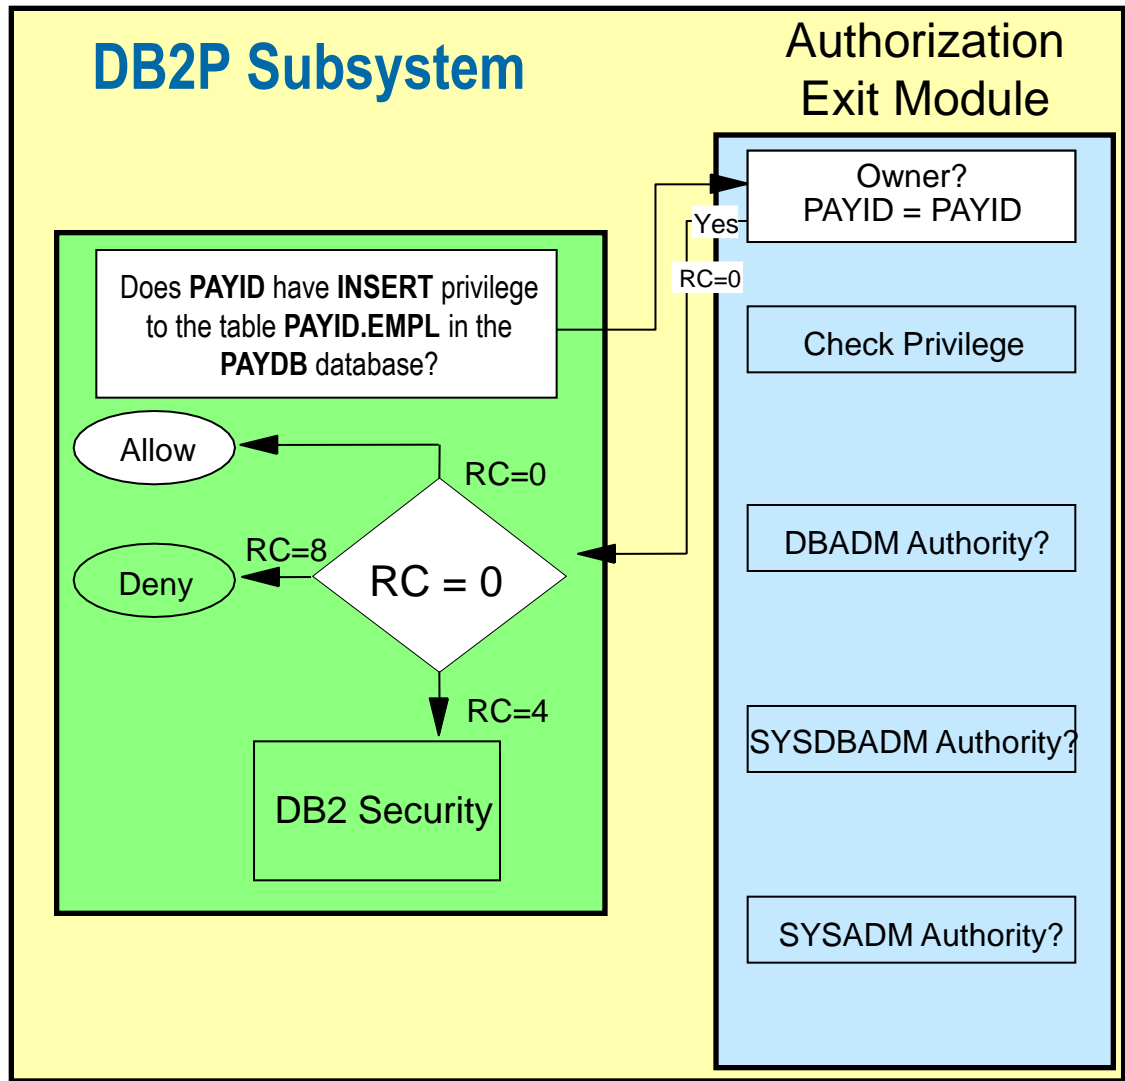 DB2P Subsystem
Authorization
Exit Module
Owner?
PAYID = PAYID
Yes
RC=0
Does PAYID have INSERT privilege
to the table PAYID.EMPL in the
PAYDB database?
Check Privilege
Allow
RC=0
RC=8
Deny
RC = 0
DBADM Authority?
RC=4
DB2 Security
SYSDBADM Authority?
SYSADM Authority?